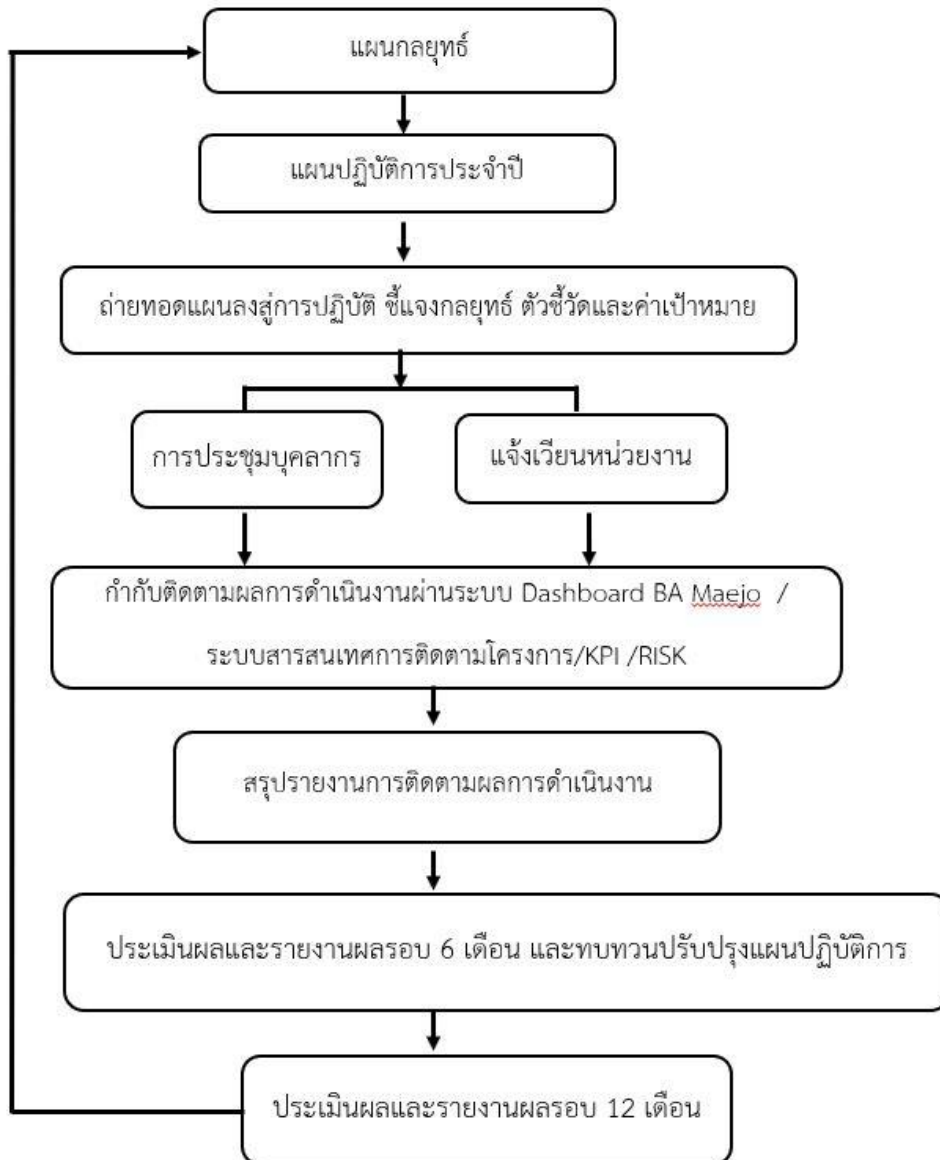 แผนกลยุทธ์
แผนปฏิบัติการประจำปี
ถ่ายทอดแผนลงสู่การปฏิบัติ ชี้แจงกลยุทธ์ ตัวชี้วัดและค่าเป้าหมาย
การประชุมบุคลากร
แจ้งเวียนหน่วยงาน
กำกับติดตามผลการดำเนินงานผ่านระบบ Dashboard BA Maejo /
ระบบสารสนเทศการติดตามโครงการ/KPI /RISK
สรุปรายงานการติดตามผลการดำเนินงาน
ประเมินผลและรายงานผลรอบ 6 เดือน และทบทวนปรับปรุงแผนปฏิบัติการ
ประเมินผลและรายงานผลรอบ 12 เดือน